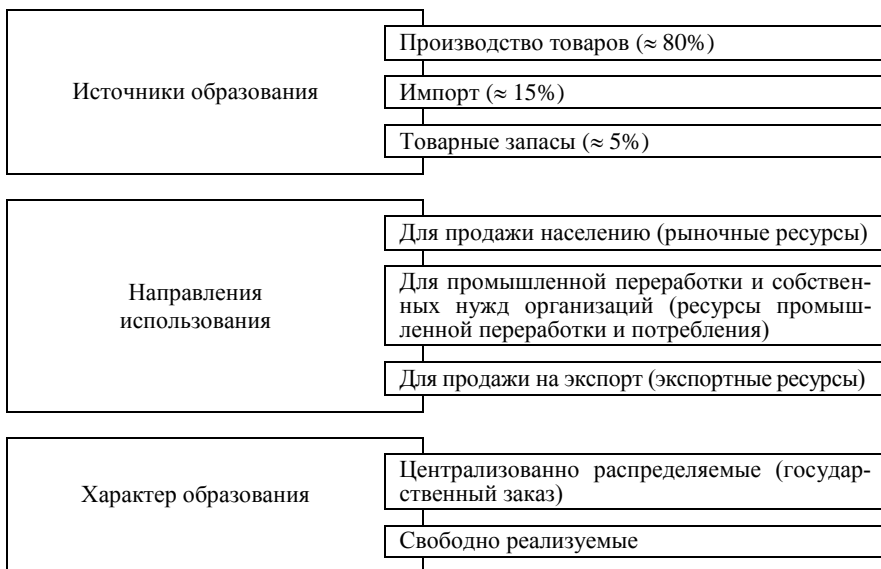 Источники образования
Производство товаров (≈ 80%)
Импорт (≈ 15%)
Товарные запасы (≈ 5%)
Направления
использования
Для продажи населению (рыночные ресурсы)
Для промышленной переработки и собствен-
ных нужд организаций (ресурсы промыш-
ленной переработки и потребления)
Для продажи на экспорт (экспортные ресурсы)
Характер образования
Централизованно распределяемые (государ-
ственный заказ)
Свободно реализуемые